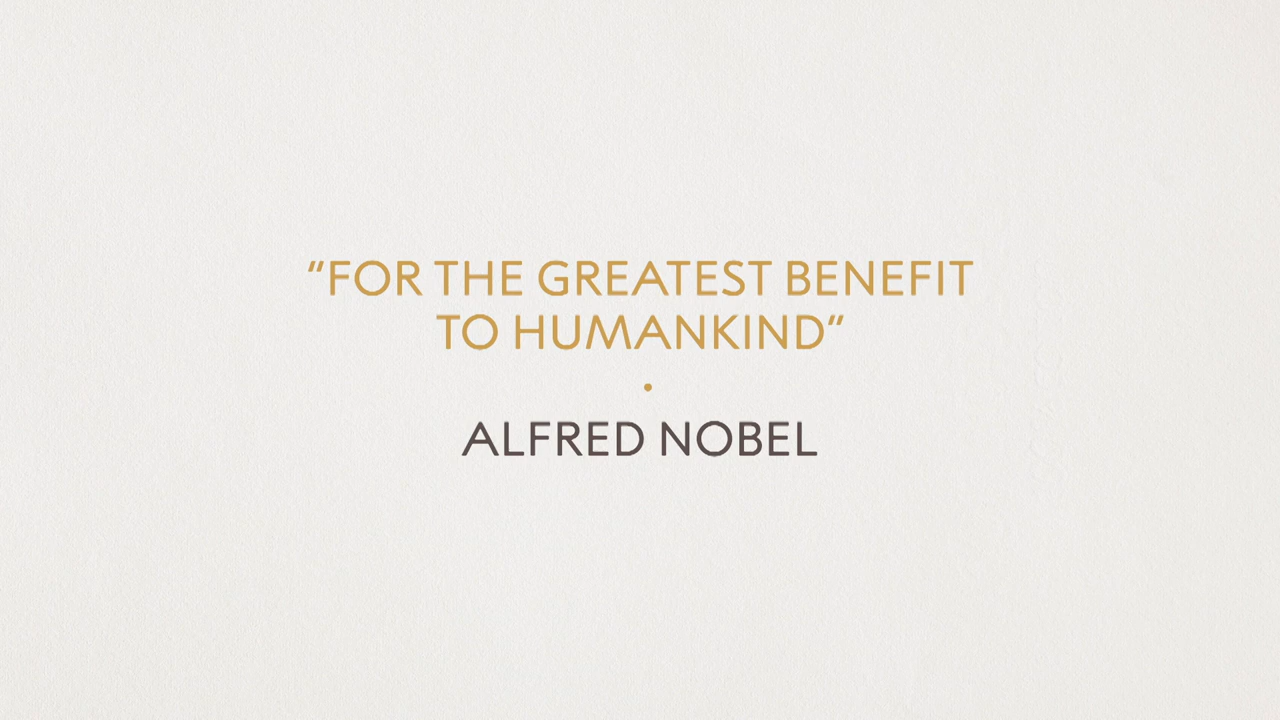 “FOR THE GREATEST BENEFIT
TO HUMANKIND“
•
ALFRED NOBEL